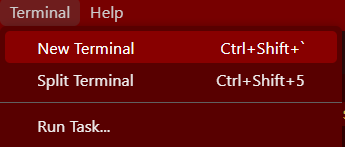 Terminal Help
New Terminal Ctrl+Shift+`
Split Terminal Ctrl+Shift+5
Run Task...